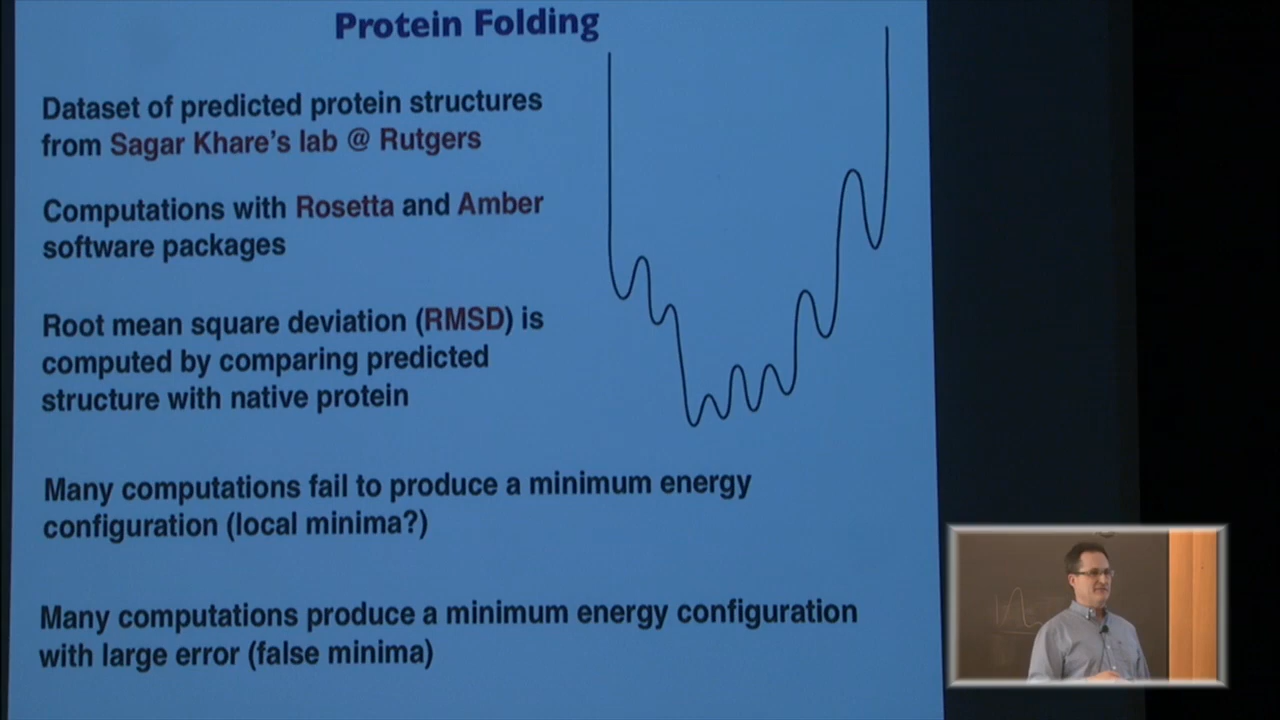 Protein Folding
Dataset of predicted protein structures
from Sagar Khare's lab @ Rutgers
Computations with Rosetta and Amber
software packages
Root mean square deviation (RMSD) is
computed by comparing predicted
structure with native protein
Many computations fail to produce a minimum energy
configuration (local minima?)
Many computations produce a minimum energy configuration
with large error (false minima)